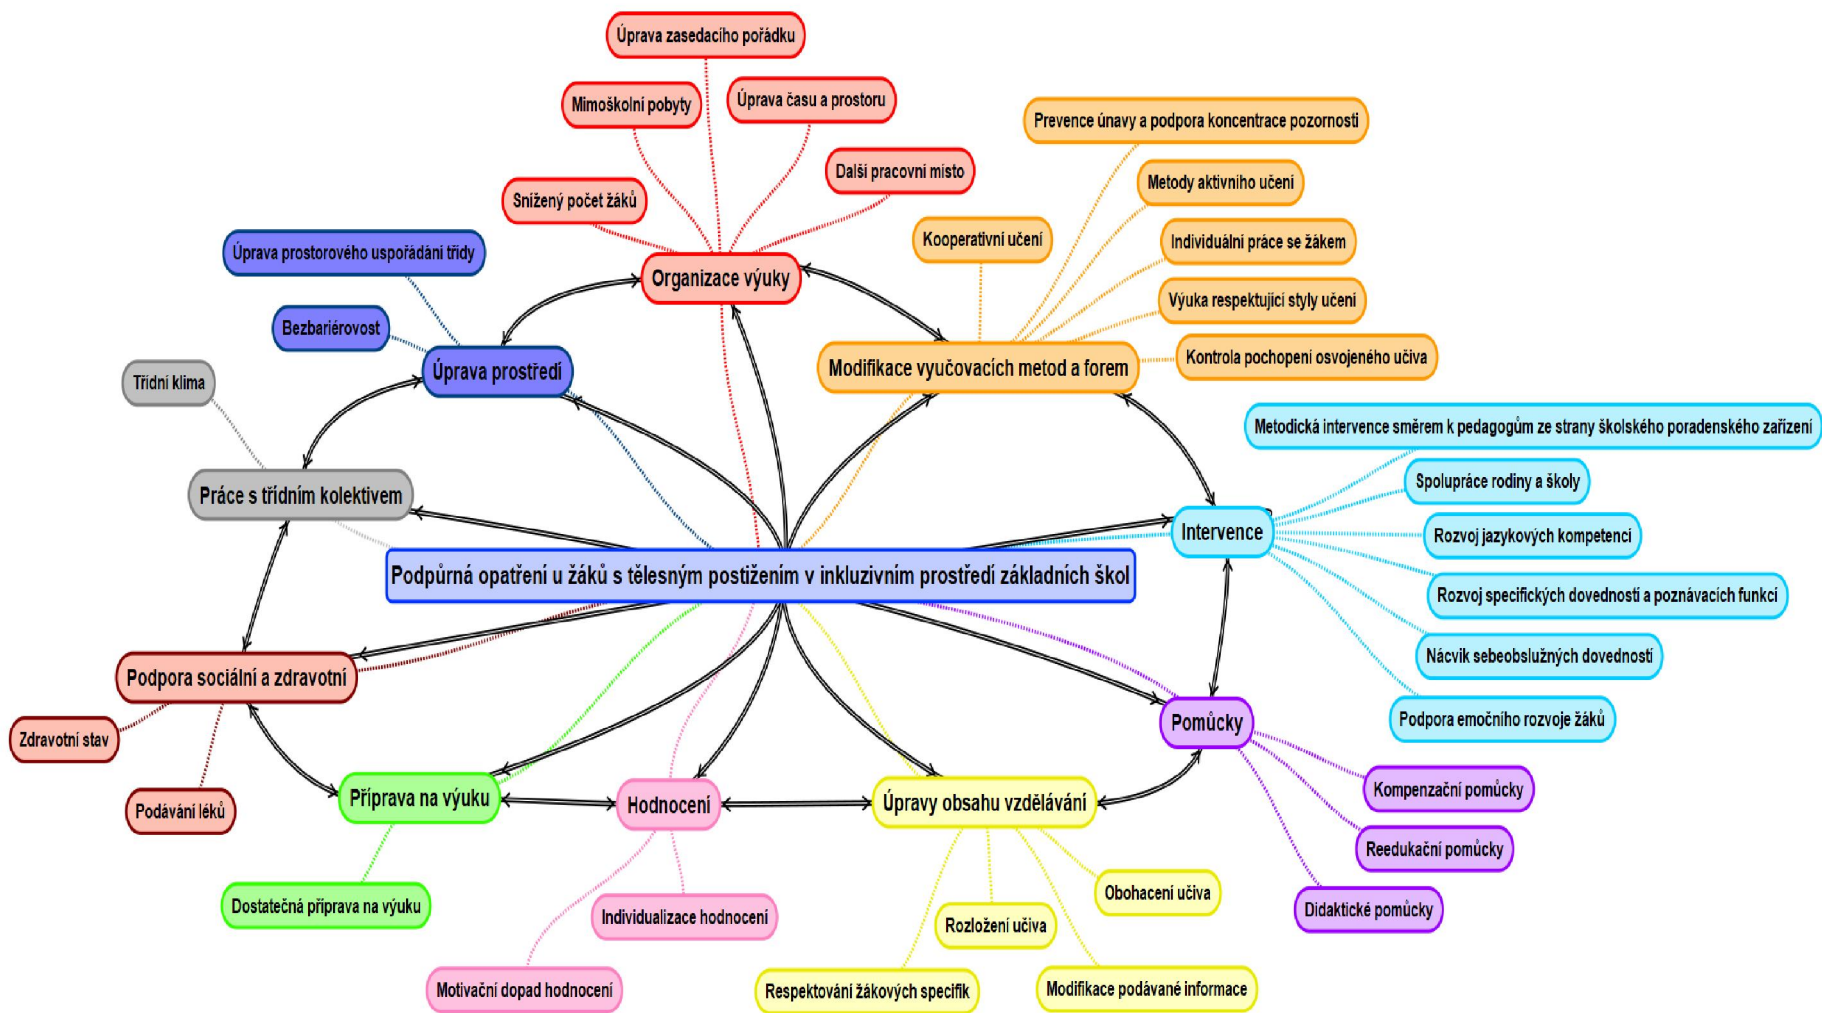 Úprava zasedacího pořádku
Mimoškolní pobyty
Úprava času a prostoru
Snížený počet žáků
Další pracovní místo
Organizace výuky
Prevence únavy a podpora koncentrace pozornosti
Metody aktivního učení
Kooperativní učení
Individuální práce se žákem
Výuka respektující styly učení
Kontrola pochopení osvojeného učiva
Modifikace vyučovacích metod a forem
Úprava prostorového uspořádání třídy
Bezbariérovost
Úprava prostředí
Třídní klima
Práce s třídním kolektivem
Metodická intervence směrem k pedagogům ze strany školského poradenského zařízení
Spolupráce rodiny a školy
Rozvoj jazykových kompetencí
Intervence
Rozvoj specifických dovedností a poznávacích funkcí
Nácvik sebeobslužných dovedností
Podpora emočního rozvoje žáků
Podpůrná opatření u žáků s tělesným postižením v inkluzivním prostředí základních škol
Podpora sociální a zdravotní
Zdravotní stav
Podávání léků
Pomůcky
Kompenzační pomůcky
Reedukační pomůcky
Didaktické pomůcky
Příprava na výuku
Dostatečná příprava na výuku
Hodnocení
Individualizace hodnocení
Motivační dopad hodnocení
Úpravy obsahu vzdělávání
Obohacení učiva
Rozložení učiva
Respektování žákových specifik
Modifikace podávané informace